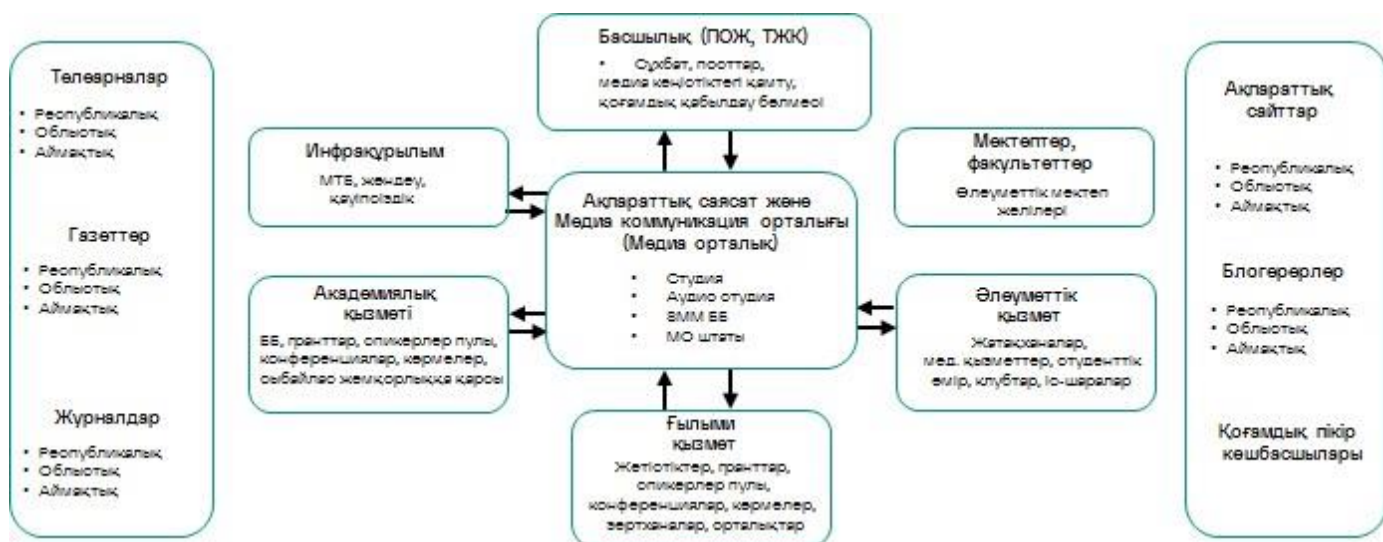 Телеарналар
• Республикалық
• Облыстық
• Аймақтық
Газеттер
• Республикалық
• Облыстық
• Аймақтық
Журналдар
• Республикалық
• Облыстық
• Аймақтық
Басшылық (ПОЖ, ТЖК)
• Сұхбат, посттар,
медиа кеңістіктегі қамту,
қоғамдық қабылдау бөлмесі
Инфрақұрылым
МТБ, жөндеу,
қауіпсіздік
Мектептер,
факультеттер
Әлеуметтік мектеп
желілері
Ақпараттық саясат және
Медиа коммуникация орталығы
(Медиа орталық)
• Студия
• Аудио студия
• SMM ББ
• МО штаты
Академиялық
қызметі
ББ, гранттар, спикерлер пулы,
конференциялар, көрмелер,
сыбайлас жемқорлыққа қарсы
Әлеуметтік
қызмет
Жатақханалар,
мед. қызметтер, студенттік
өмір, клубтар, іс-шаралар
Ғылыми
қызмет
Жетістіктер, гранттар,
спикерлер пулы,
конференциялар, көрмелер,
зертханалар, орталықтар
Ақпараттық
сайттар
• Республикалық
• Облыстық
• Аймақтық
Блогерерлер
• Республикалық
• Облыстық
• Аймақтық
Қоғамдық пікір
көшбасшылары